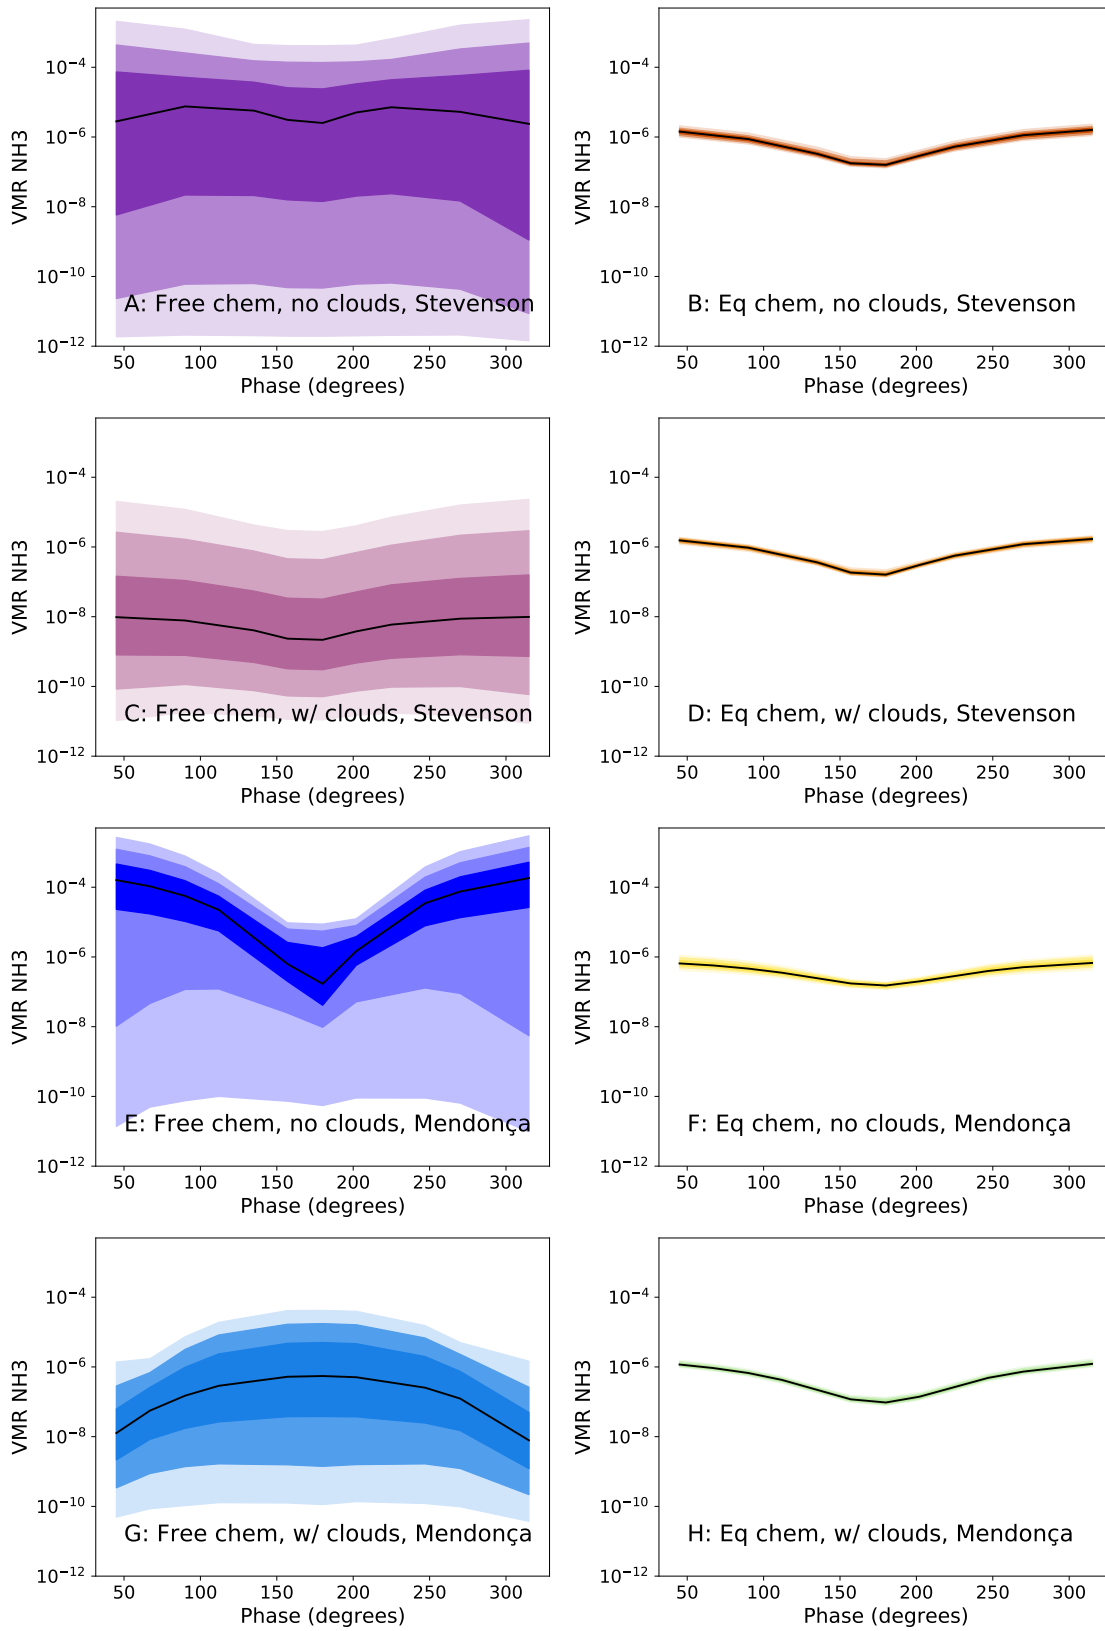 10⁻⁴
10⁻⁶
10⁻⁸
10⁻¹⁰
10⁻¹²
VMR NH3
A: Free chem, no clouds, Stevenson
50 100 150 200 250 300
Phase (degrees)
10⁻⁴
10⁻⁶
10⁻⁸
10⁻¹⁰
10⁻¹²
VMR NH3
B: Eq chem, no clouds, Stevenson
50 100 150 200 250 300
Phase (degrees)
10⁻⁴
10⁻⁶
10⁻⁸
10⁻¹⁰
10⁻¹²
VMR NH3
C: Free chem, w/ clouds, Stevenson
50 100 150 200 250 300
Phase (degrees)
10⁻⁴
10⁻⁶
10⁻⁸
10⁻¹⁰
10⁻¹²
VMR NH3
D: Eq chem, w/ clouds, Stevenson
50 100 150 200 250 300
Phase (degrees)
10⁻⁴
10⁻⁶
10⁻⁸
10⁻¹⁰
10⁻¹²
VMR NH3
E: Free chem, no clouds, Mendonça
50 100 150 200 250 300
Phase (degrees)
10⁻⁴
10⁻⁶
10⁻⁸
10⁻¹⁰
10⁻¹²
VMR NH3
F: Eq chem, no clouds, Mendonça
50 100 150 200 250 300
Phase (degrees)
10⁻⁴
10⁻⁶
10⁻⁸
10⁻¹⁰
10⁻¹²
VMR NH3
G: Free chem, w/ clouds, Mendonça
50 100 150 200 250 300
Phase (degrees)
10⁻⁴
10⁻⁶
10⁻⁸
10⁻¹⁰
10⁻¹²
VMR NH3
H: Eq chem, w/ clouds, Mendonça
50 100 150 200 250 300
Phase (degrees)